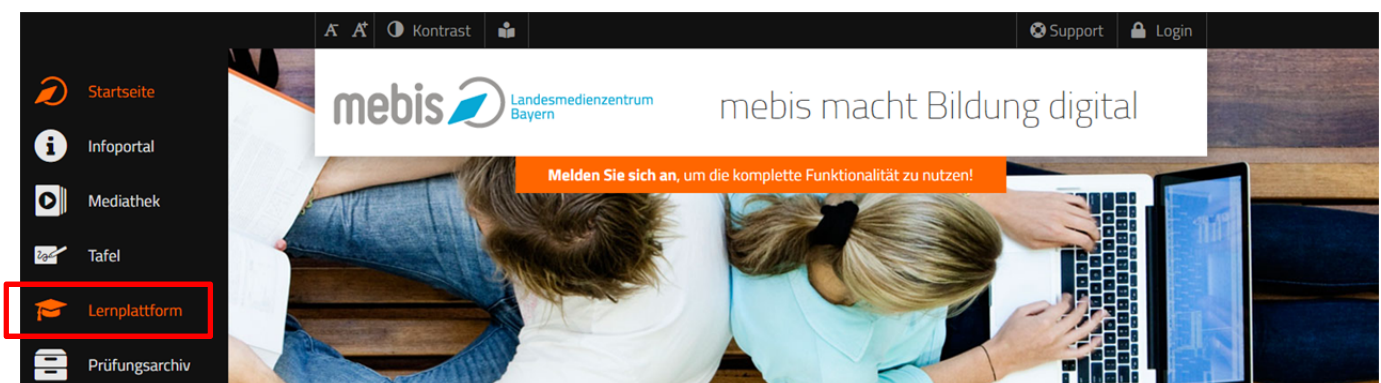 A- A+ Kontrast Support Login
Startseite
Infoportal
Mediathek
Tafel
Lernplattform
Prüfungsarchiv
mebis Landesmedienzentrum
Bayern
mebis macht Bildung digital
Melden Sie sich an, um die komplette Funktionalität zu nutzen!